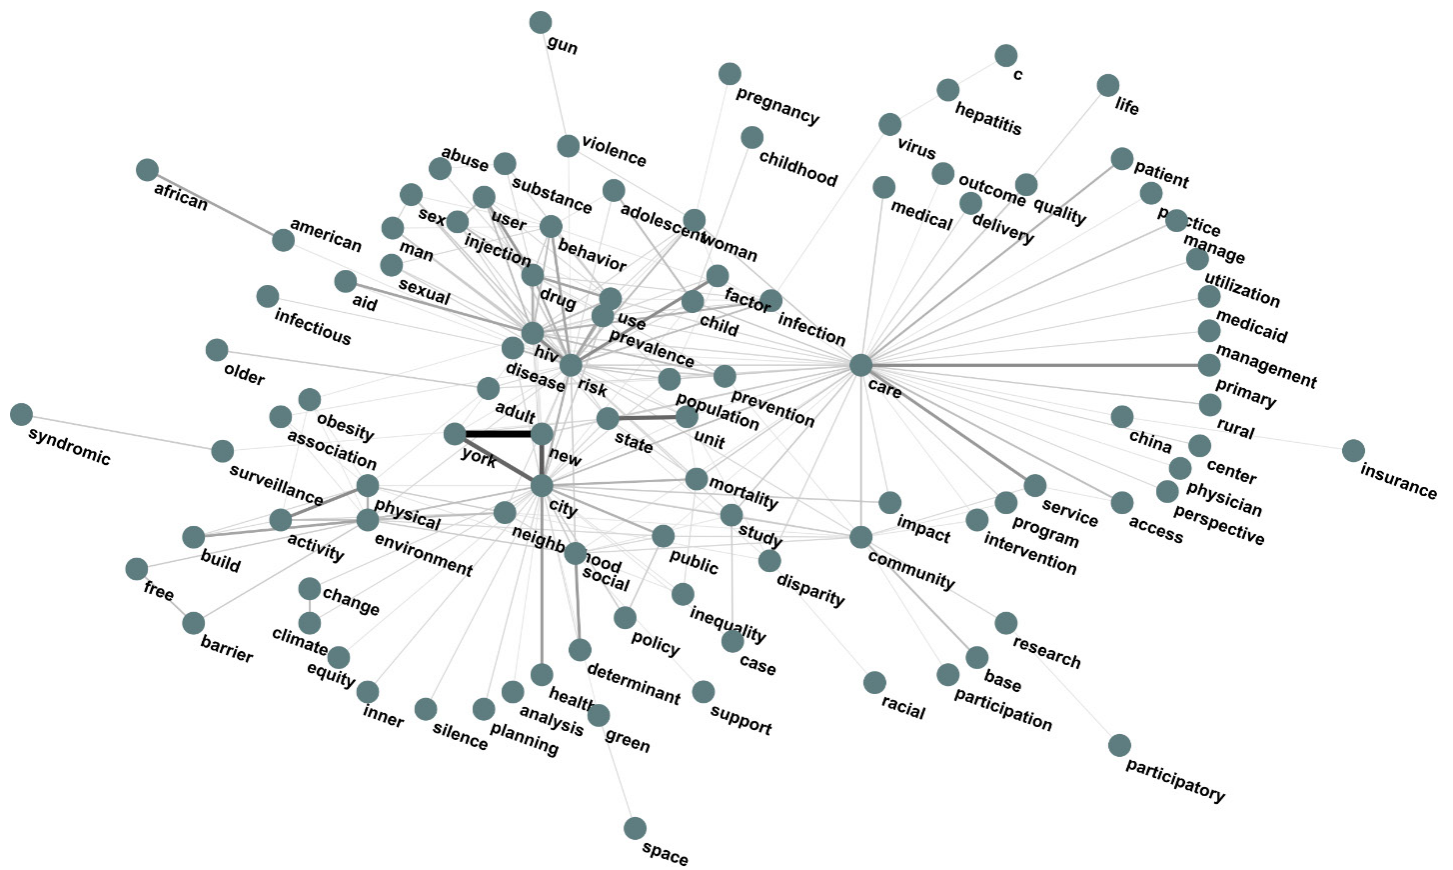 gun
c
pregnancy
hepatitis
life
virus
childhood
violence
abuse
substance
patient
african
outcome
quality
medical
delivery
american
sex
user
adolescent
woman
injection
man
behavior
manage
sexual
drug
factor
utilization
aid
infectious
use
child
infection
medicaid
hiv
prevalence
management
older
disease
risk
care
primary
obesity
adult
population
prevention
rural
association
state
unit
china
syndromic
york
new
center
insurance
surveillance
mortality
physician
physical
city
service
perspective
activity
environment
study
impact
program
access
build
social
public
intervention
community
free
change
disparity
climate
inequality
barrier
equity
policy
case
research
inner
determinant
base
health
participation
silence
planning
analysis
green
support
racial
participatory
space